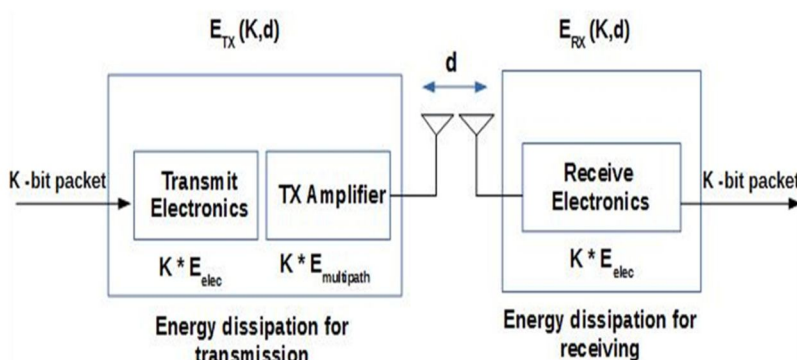 E_TX (K,d)
E_RX (K,d)
d
K -bit packet
Transmit
Electronics
TX Amplifier
Receive
Electronics
K -bit packet
K * E_elec
K * E_multipath
K * E_elec
Energy dissipation for
transmission
Energy dissipation for
receiving